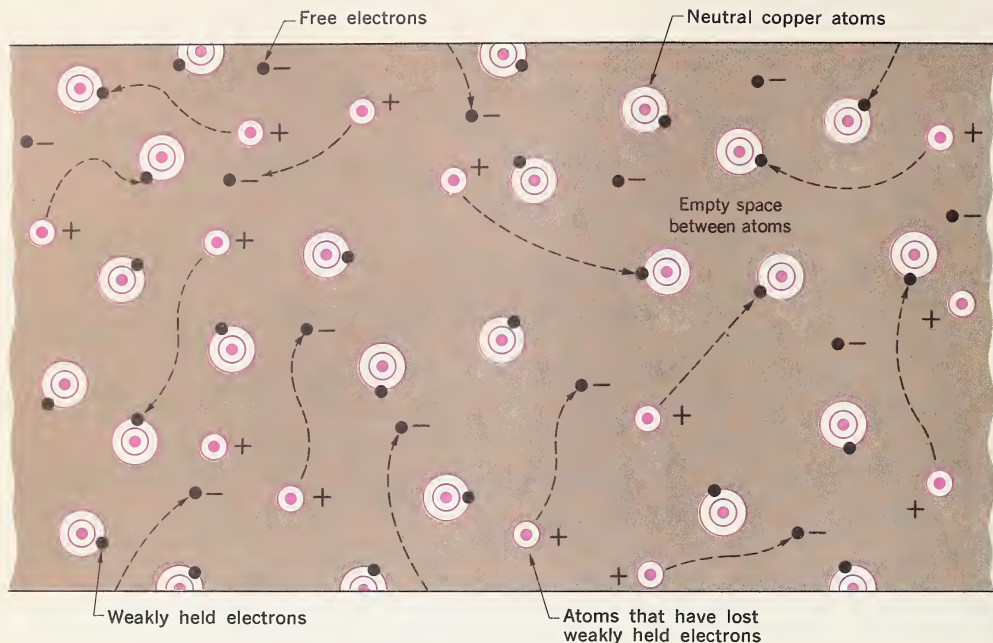 Free electrons
Neutral copper atoms
Empty space
between atoms
Weakly held electrons
Atoms that have lost
weakly held electrons